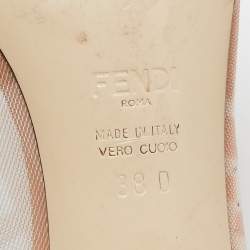 FENDI
ROMA
MADE IN ITALY
VERO CUOIO
38 D